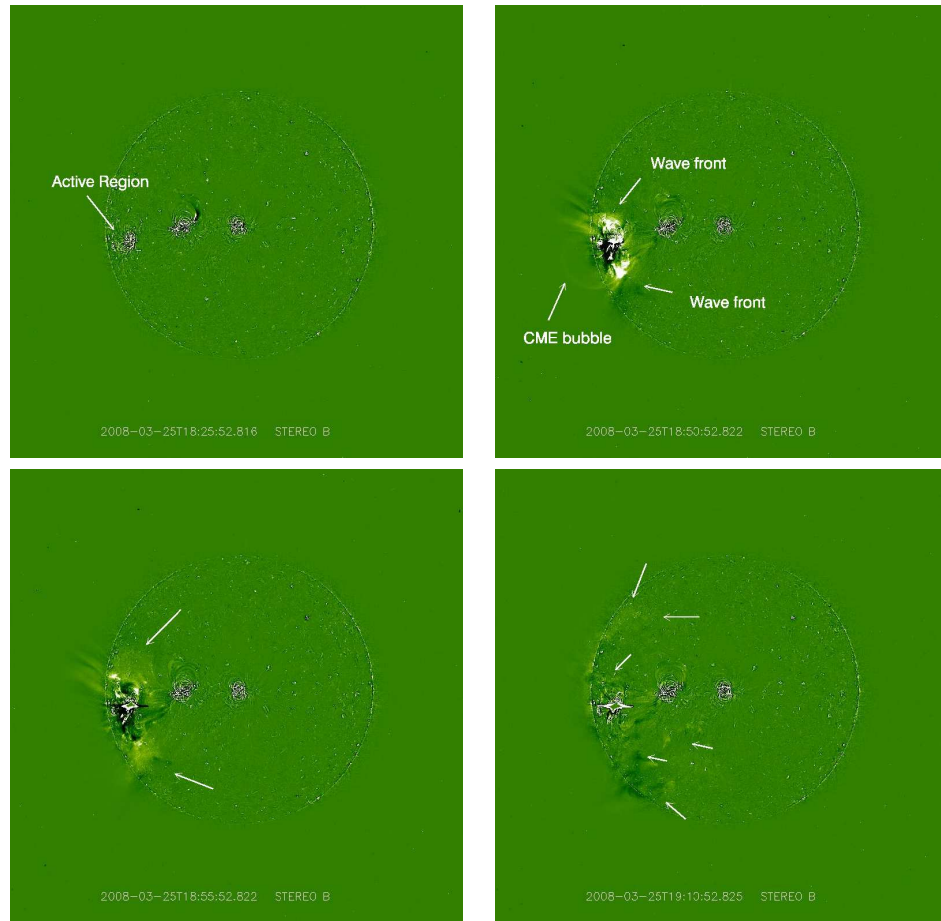 Active Region
2008-03-25T18:25:52.816 STEREO B
Wave front
Wave front
CME bubble
2008-03-25T18:50:52.822 STEREO B
2008-03-25T18:55:52.822 STEREO B
2008-03-25T19:10:52.825 STEREO B